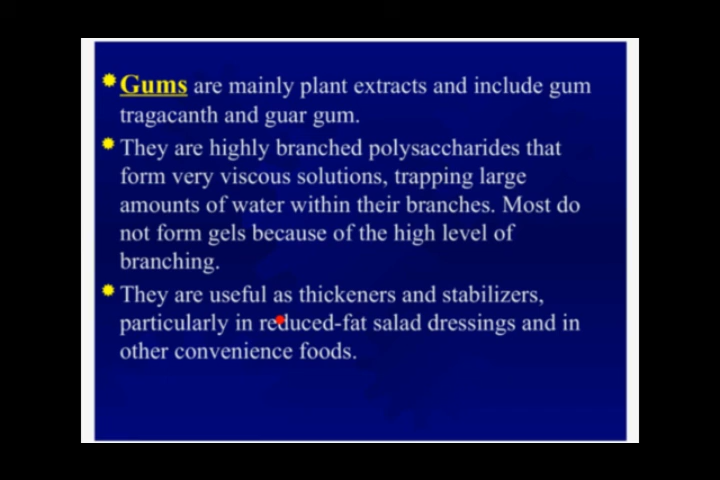 Gums are mainly plant extracts and include gum
tragacanth and guar gum.
They are highly branched polysaccharides that
form very viscous solutions, trapping large
amounts of water within their branches. Most do
not form gels because of the high level of
branching.
They are useful as thickeners and stabilizers,
particularly in reduced-fat salad dressings and in
other convenience foods.